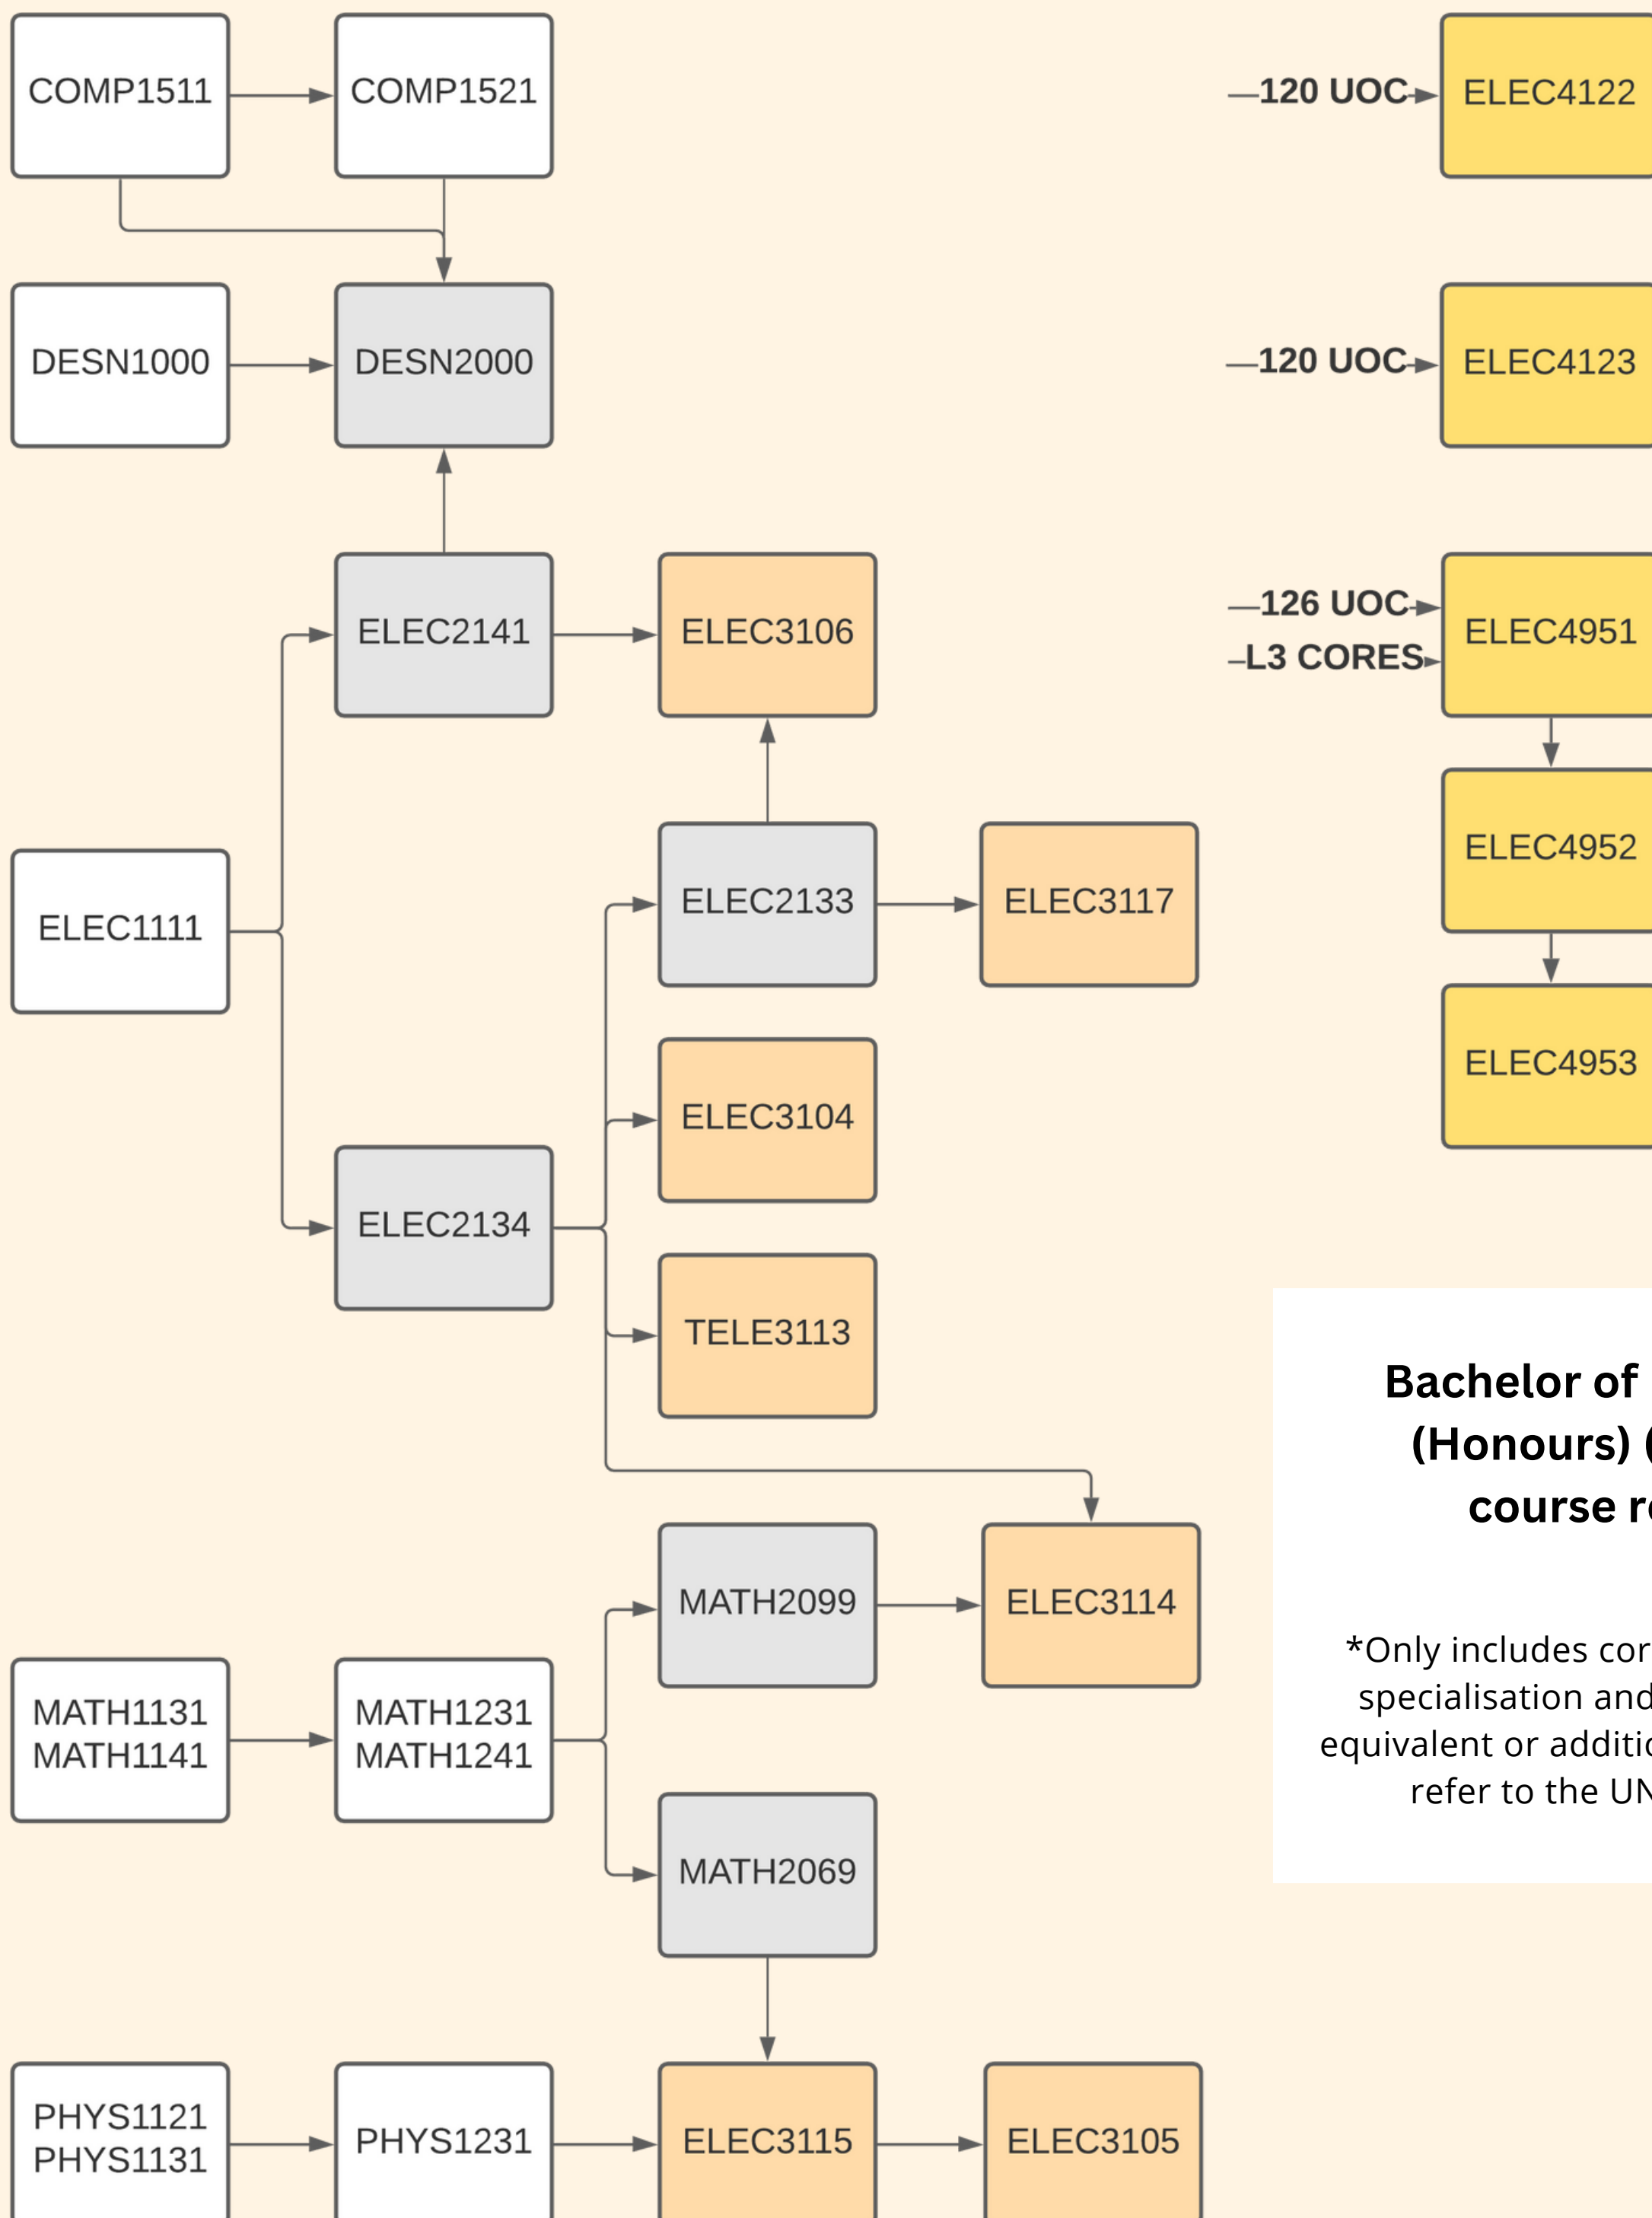 COMP1511
COMP1521
120 UOC
ELEC4122
DESN1000
DESN2000
120 UOC
ELEC4123
ELEC2141
ELEC3106
126 UOC
L3 CORES
ELEC4951
ELEC1111
ELEC2133
ELEC3117
ELEC4952
ELEC3104
ELEC4953
ELEC2134
TELE3113
MATH2099
ELEC3114
MATH1131
MATH1141
MATH1231
MATH1241
MATH2069
PHYS1121
PHYS1131
PHYS1231
ELEC3115
ELEC3105
Bachelor of
(Honours) (
course
*Only includes
specialisation and
equivalent or
refer to the